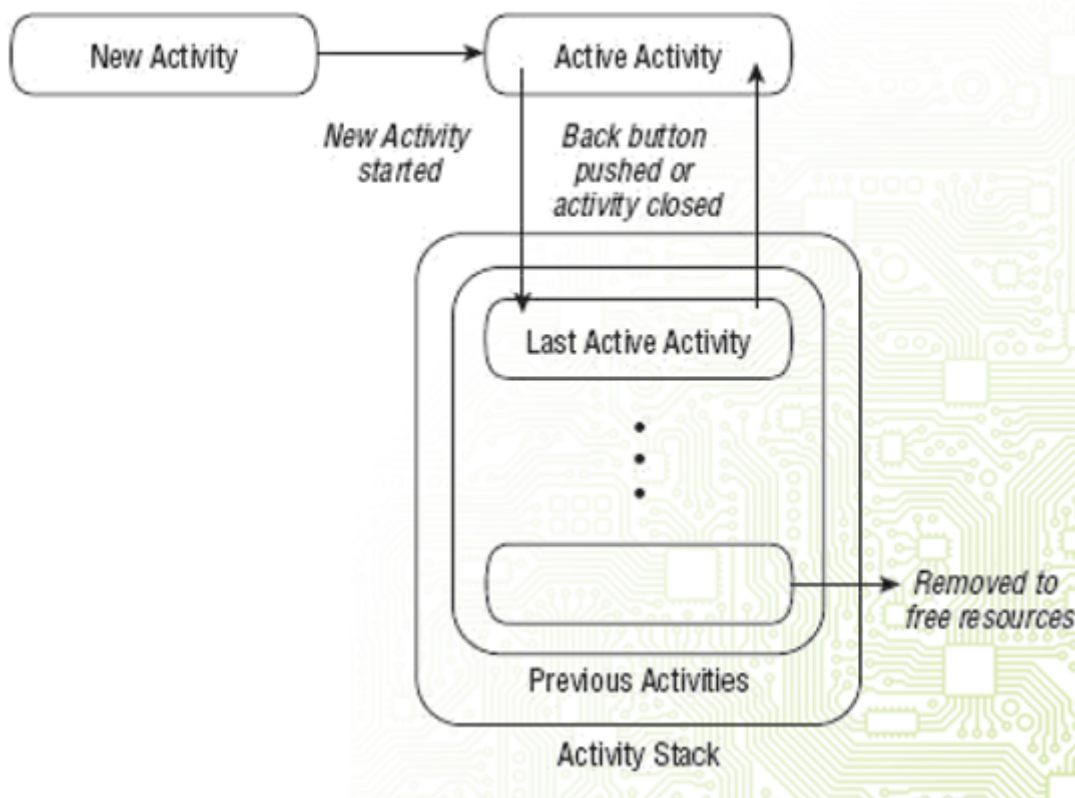 New Activity
Active Activity
New Activity
started
Back button
pushed or
activity closed
Last Active Activity
Removed to
free resources
Previous Activities
Activity Stack